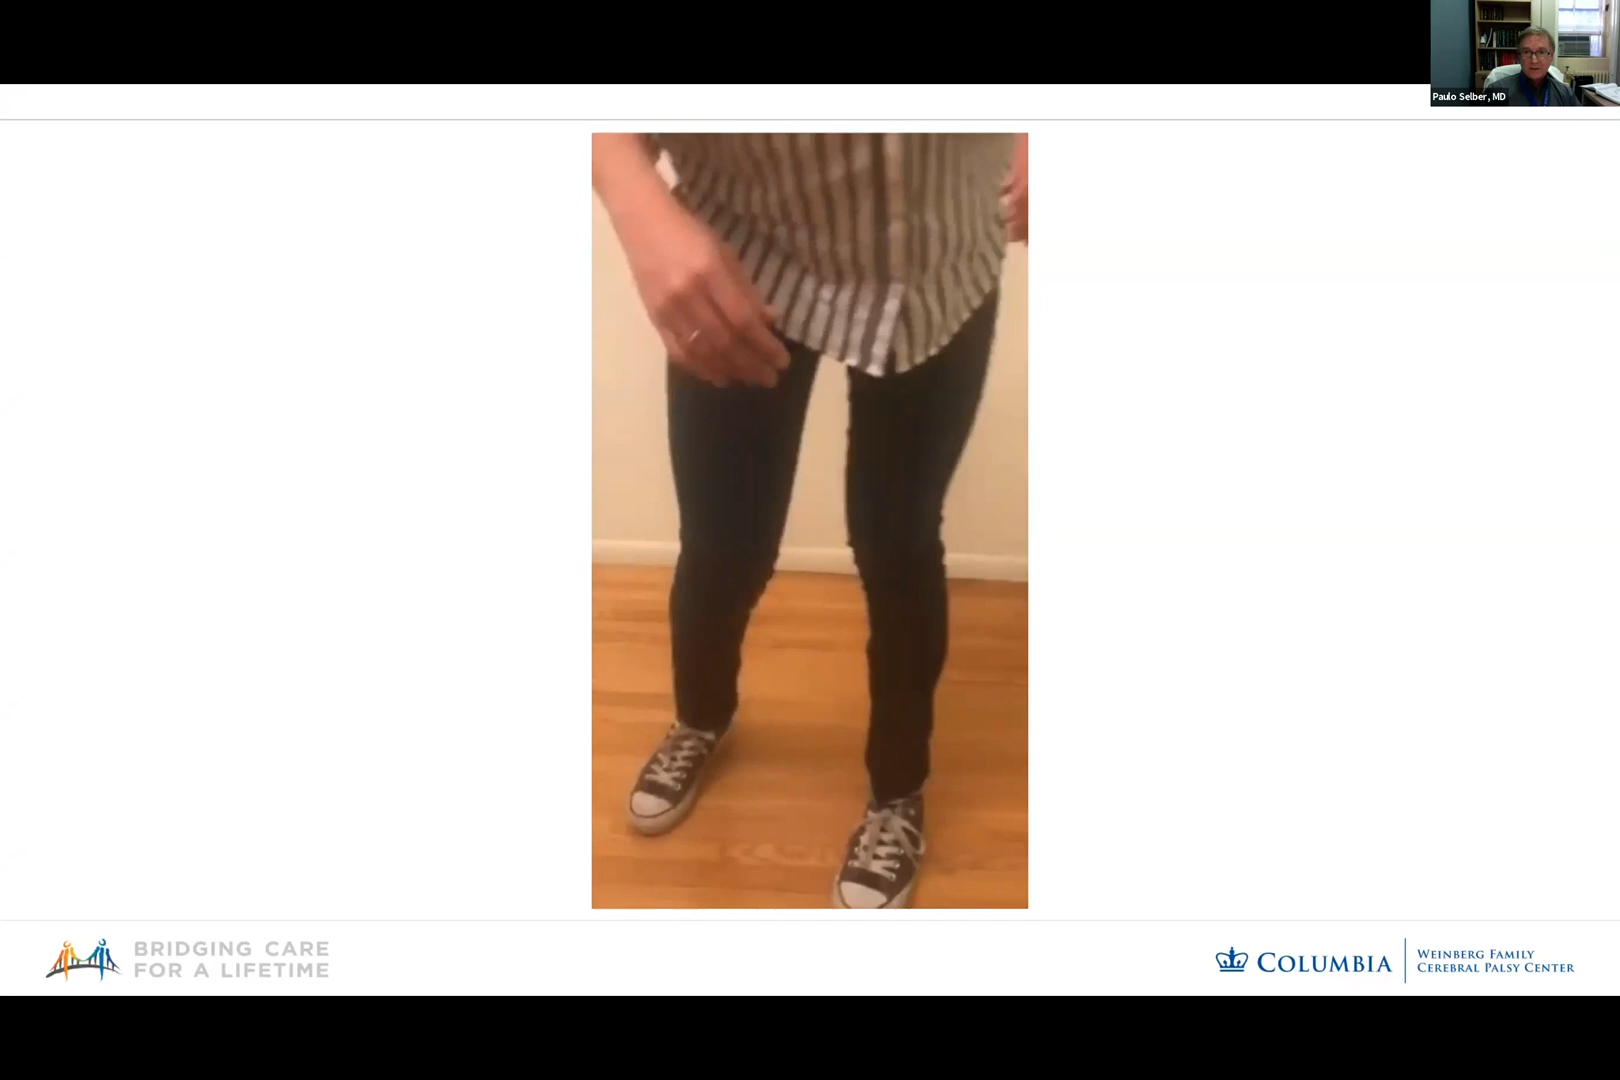 Paulo Selber, MD
BRIDGING CARE
FOR A LIFETIME
COLUMBIA
WEINBERG FAMILY
CEREBRAL PALSY CENTER